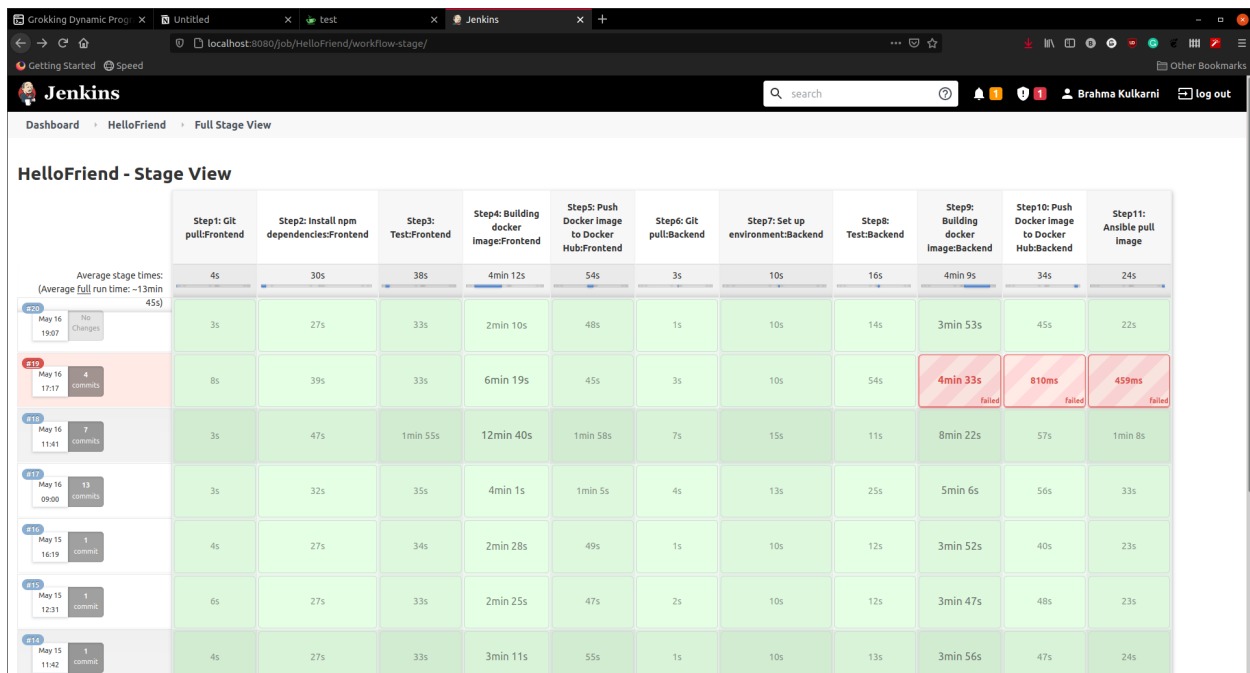 Grokking Dynamic Progr
Untitled
test
Jenkins
localhost:8080/job/HelloFriend/workflow-stage/
Getting Started
Speed
Other Bookmarks
Jenkins
search
1
1
Brahma Kulkarni
log out
Dashboard
HelloFriend
Full Stage View
HelloFriend - Stage View
Step1: Git pull:Frontend
Step2: Install npm dependencies:Frontend
Step3: Test:Frontend
Step4: Building docker image:Frontend
Step5: Push Docker image to Docker Hub:Frontend
Step6: Git pull:Backend
Step7: Set up environment:Backend
Step8: Test:Backend
Step9: Building docker image:Backend
Step10: Push Docker image to Docker Hub:Backend
Step11: Ansible pull image
Average stage times:
(Average full run time: ~13min 45s)
4s 30s 38s 4min 12s 54s 3s 10s 16s 4min 9s 34s 24s
#20
May 16 19:07
No Changes
3s 27s 33s 2min 10s 48s 1s 10s 14s 3min 53s 45s 22s
#19
May 16 17:17
4 commits
8s 39s 33s 6min 19s 45s 3s 10s 54s 4min 33s failed 810ms failed 459ms failed
#18
May 16 11:41
7 commits
3s 47s 1min 55s 12min 40s 1min 58s 7s 15s 11s 8min 22s 57s 1min 8s
#17
May 16 09:00
13 commits
3s 32s 35s 4min 1s 1min 5s 4s 13s 25s 5min 6s 56s 33s
#16
May 15 16:19
1 commit
4s 27s 34s 2min 28s 49s 1s 10s 12s 3min 52s 40s 23s
#15
May 15 12:31
1 commit
6s 27s 33s 2min 25s 47s 2s 10s 12s 3min 47s 48s 23s
#14
May 15 11:42
1 commit
4s 27s 33s 3min 11s 55s 1s 10s 13s 3min 56s 47s 24s